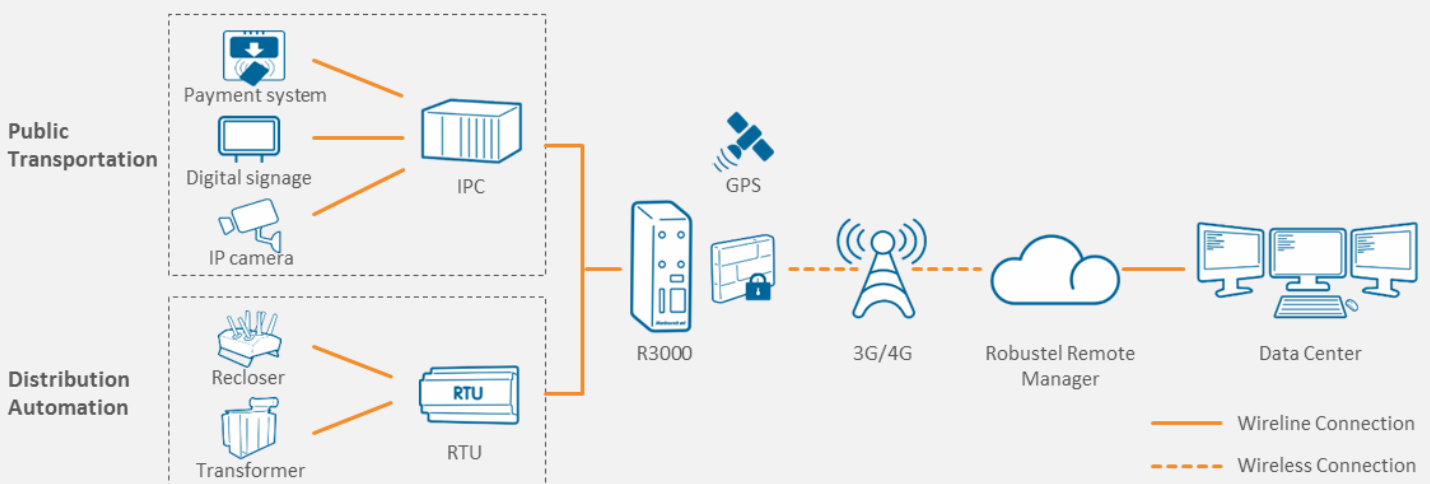 Public
Transportation
Payment system
Digital signage
IP camera
IPC
Distribution
Automation
Recloser
Transformer
RTU
RTU
GPS
R3000
3G/4G
Robustel Remote
Manager
Data Center
Wireline Connection
Wireless Connection